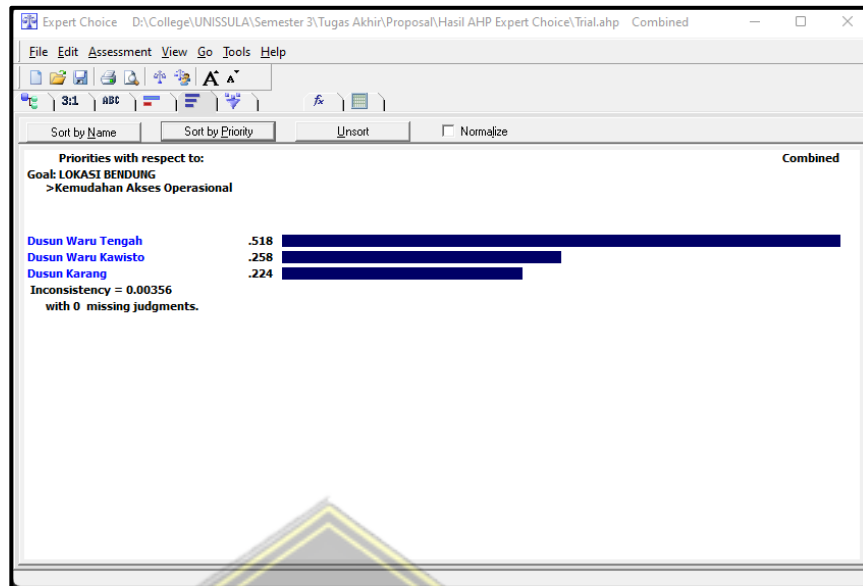 Expert Choice D:\College\UNISSULA\Semester 3\Tugas Akhir\Proposal\Hasil AHP Expert Choice\Trial.ahp Combined
File Edit Assessment View Go Tools Help
A A
3:1 ABC fx
Sort by Name Sort by Priority Unsort Normalize
Priorities with respect to: Combined
Goal: LOKASI BENDUNG
>Kemudahan Akses Operasional
Dusun Waru Tengah .518
Dusun Waru Kawisto .258
Dusun Karang .224
Inconsistency = 0.00356
with 0 missing judgments.